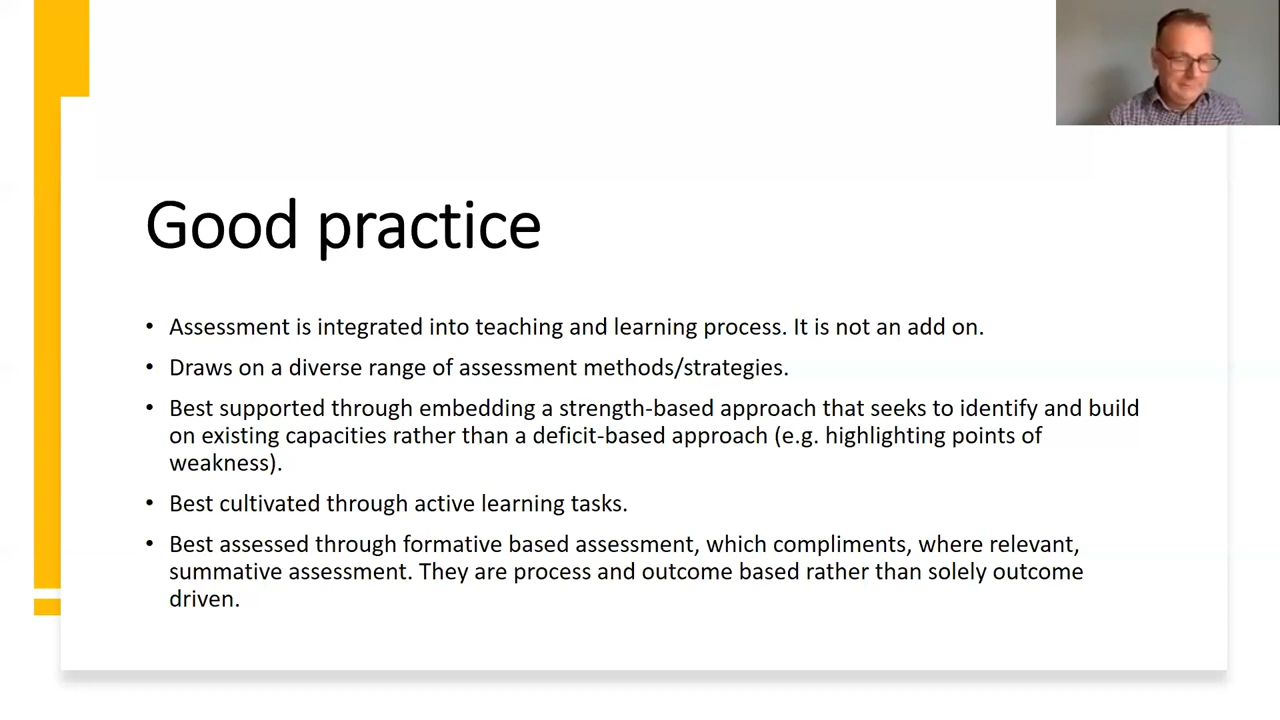 Good practice
• Assessment is integrated into teaching and learning process. It is not an add on.
• Draws on a diverse range of assessment methods/strategies.
• Best supported through embedding a strength-based approach that seeks to identify and build
on existing capacities rather than a deficit-based approach (e.g. highlighting points of
weakness).
• Best cultivated through active learning tasks.
• Best assessed through formative based assessment, which compliments, where relevant,
summative assessment. They are process and outcome based rather than solely outcome
driven.